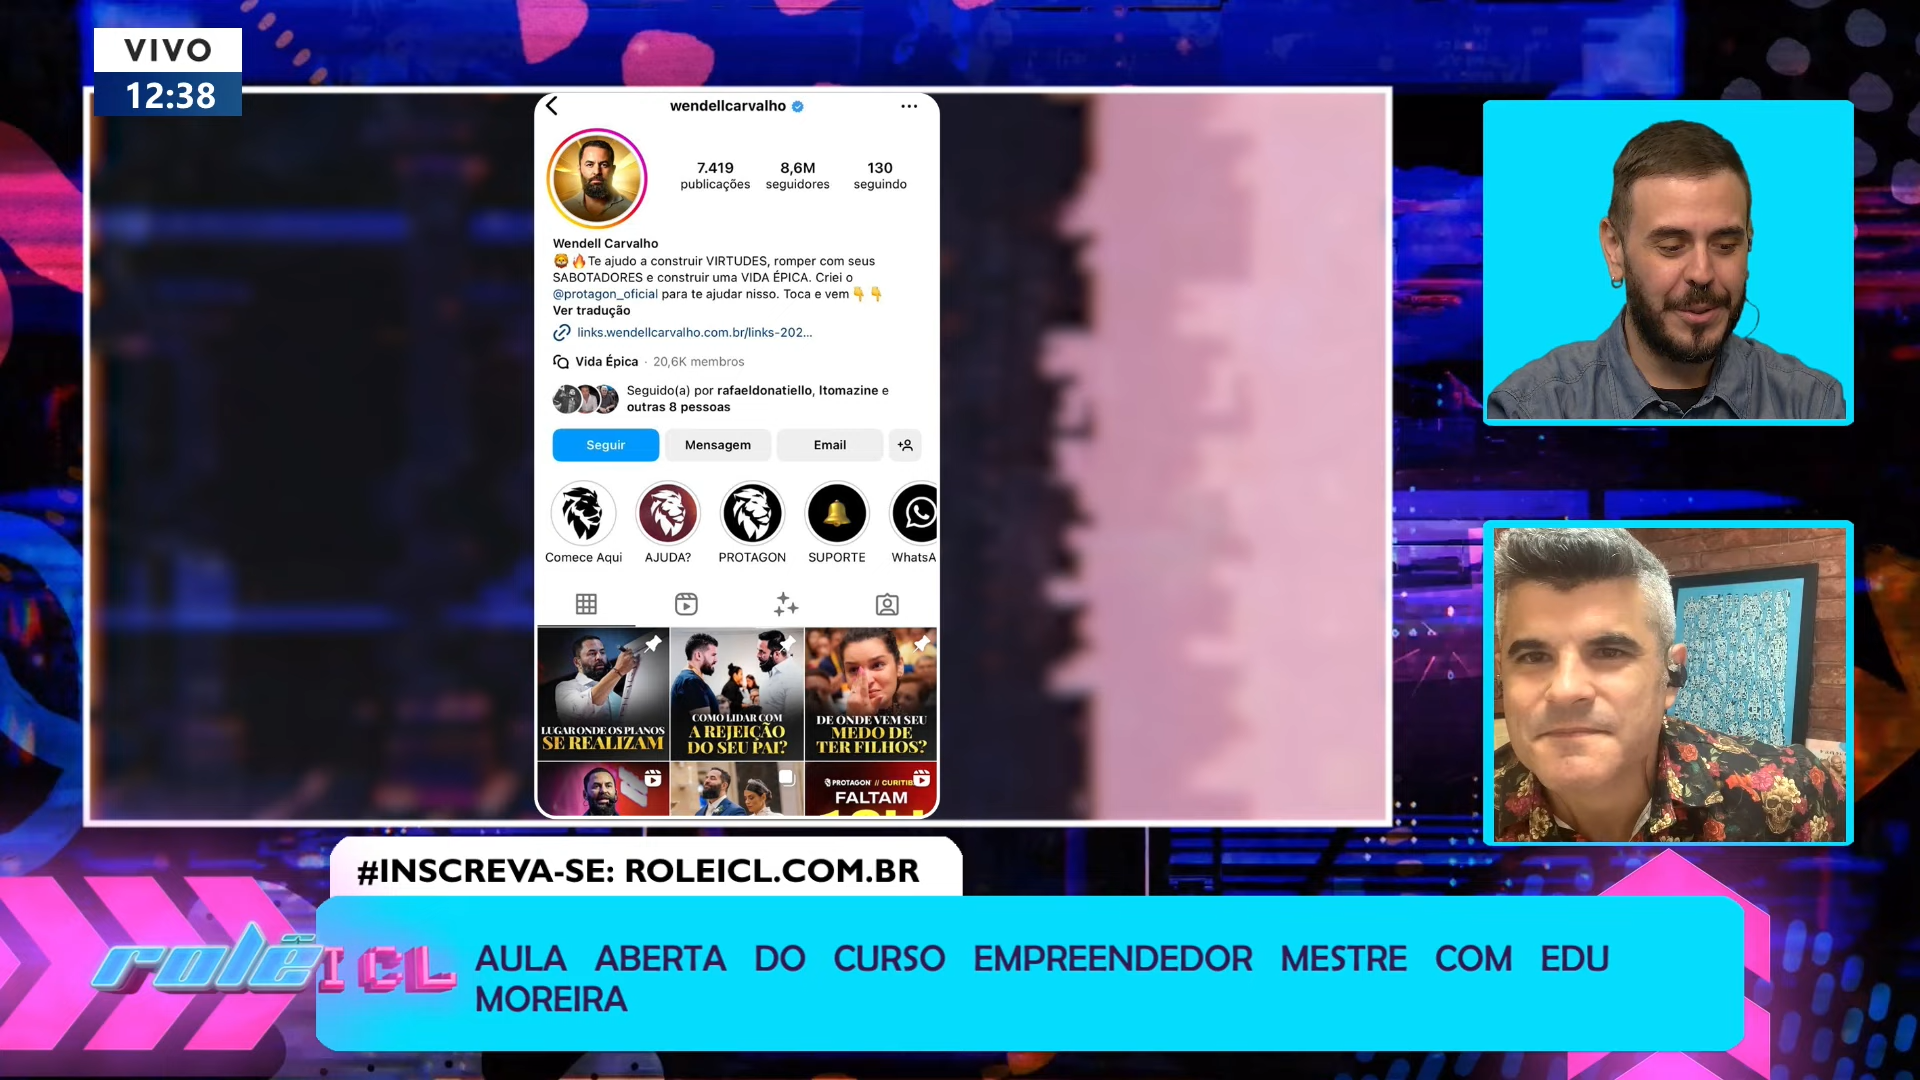 VIVO
12:38
wendellcarvalho
7.419
publicações
8,6M
seguidores
130
seguindo
Wendell Carvalho
🦁🔥Te ajudo a construir VIRTUDES, romper com seus
SABOTADORES e construir uma VIDA ÉPICA. Criei o
@protagon_oficial para te ajudar nisso. Toca e vem👇👇
Ver tradução
links.wendellcarvalho.com.br/links-202...
Vida Épica · 20,6K membros
Seguido(a) por rafaeldonatiello, ltomazine e
outras 8 pessoas
Seguir
Mensagem
Email
Comece Aqui
AJUDA?
PROTAGON
SUPORTE
WhatsA
LUGAR ONDE OS PLANOS
SE REALIZAM
COMO LIDAR COM
A REJEIÇÃO
DO SEU PAI?
DE ONDE VEM SEU
MEDO DE
TER FILHOS?
PROTAGON // CURITIB
FALTAM
#INSCREVA-SE: ROLEICL.COM.BR
rolê ICL
AULA ABERTA DO CURSO EMPREENDEDOR MESTRE COM EDU
MOREIRA